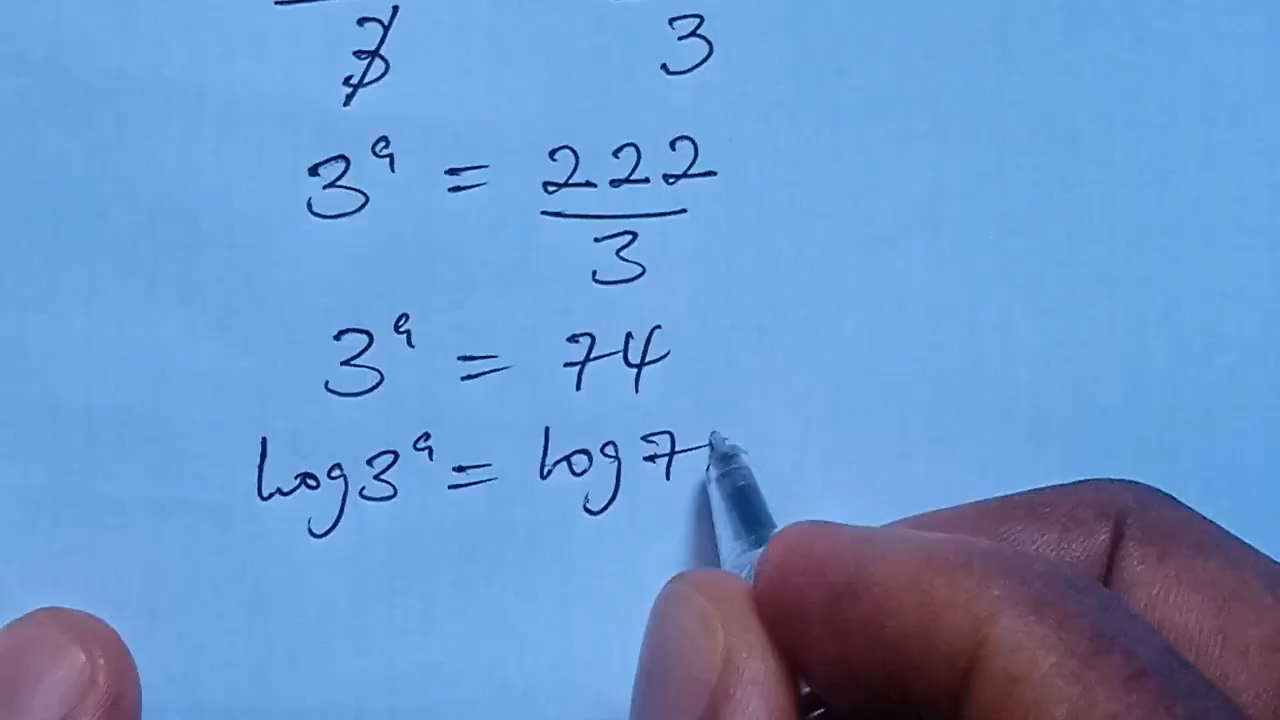 3 3
3^a = 222/3
3^a = 74
log3^a = log7